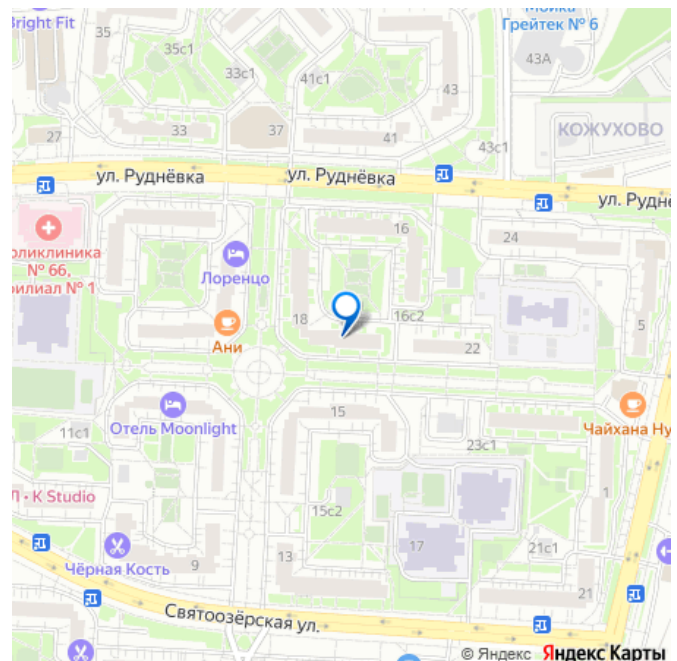 Bright Fit
Мойка
Грейтек № 6
35
35с1
33с1
41с1
43А
43
27
33
37
41
43с1
КОЖУХОВО
ул. Руднёвка
ул. Руднёвка
ул. Рудне
16
24
оликлиника
№ 66,
филиал № 1
Лоренцо
18
16с2
5
Ани
22
Отель Moonlight
15
Чайхана Ну
11с1
23с1
Л • K Studio
15с2
1
Чёрная Кость
9
13
17
21с1
21
Святоозёрская ул.
© Яндекс Яндекс Карты